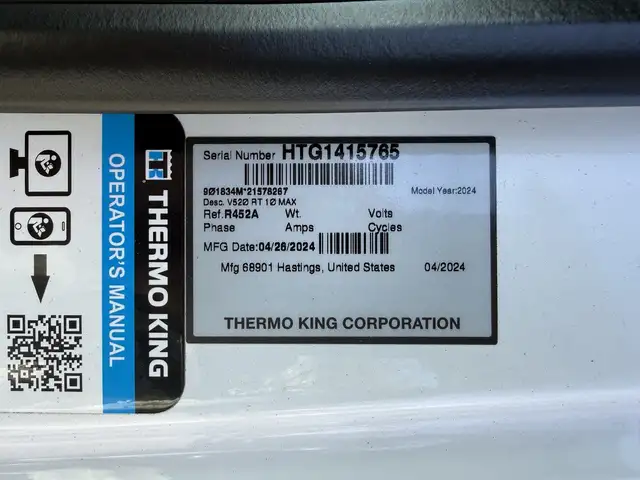 OPERATOR'S MANUAL
THERMO KING
Serial Number HTG1415765
901834M*21578267 Model Year:2024
Desc. V520 RT 10 MAX
Ref.R452A Wt. Volts
Phase Amps Cycles
MFG Date:04/26/2024
Mfg 68901 Hastings, United States 04/2024
THERMO KING CORPORATION